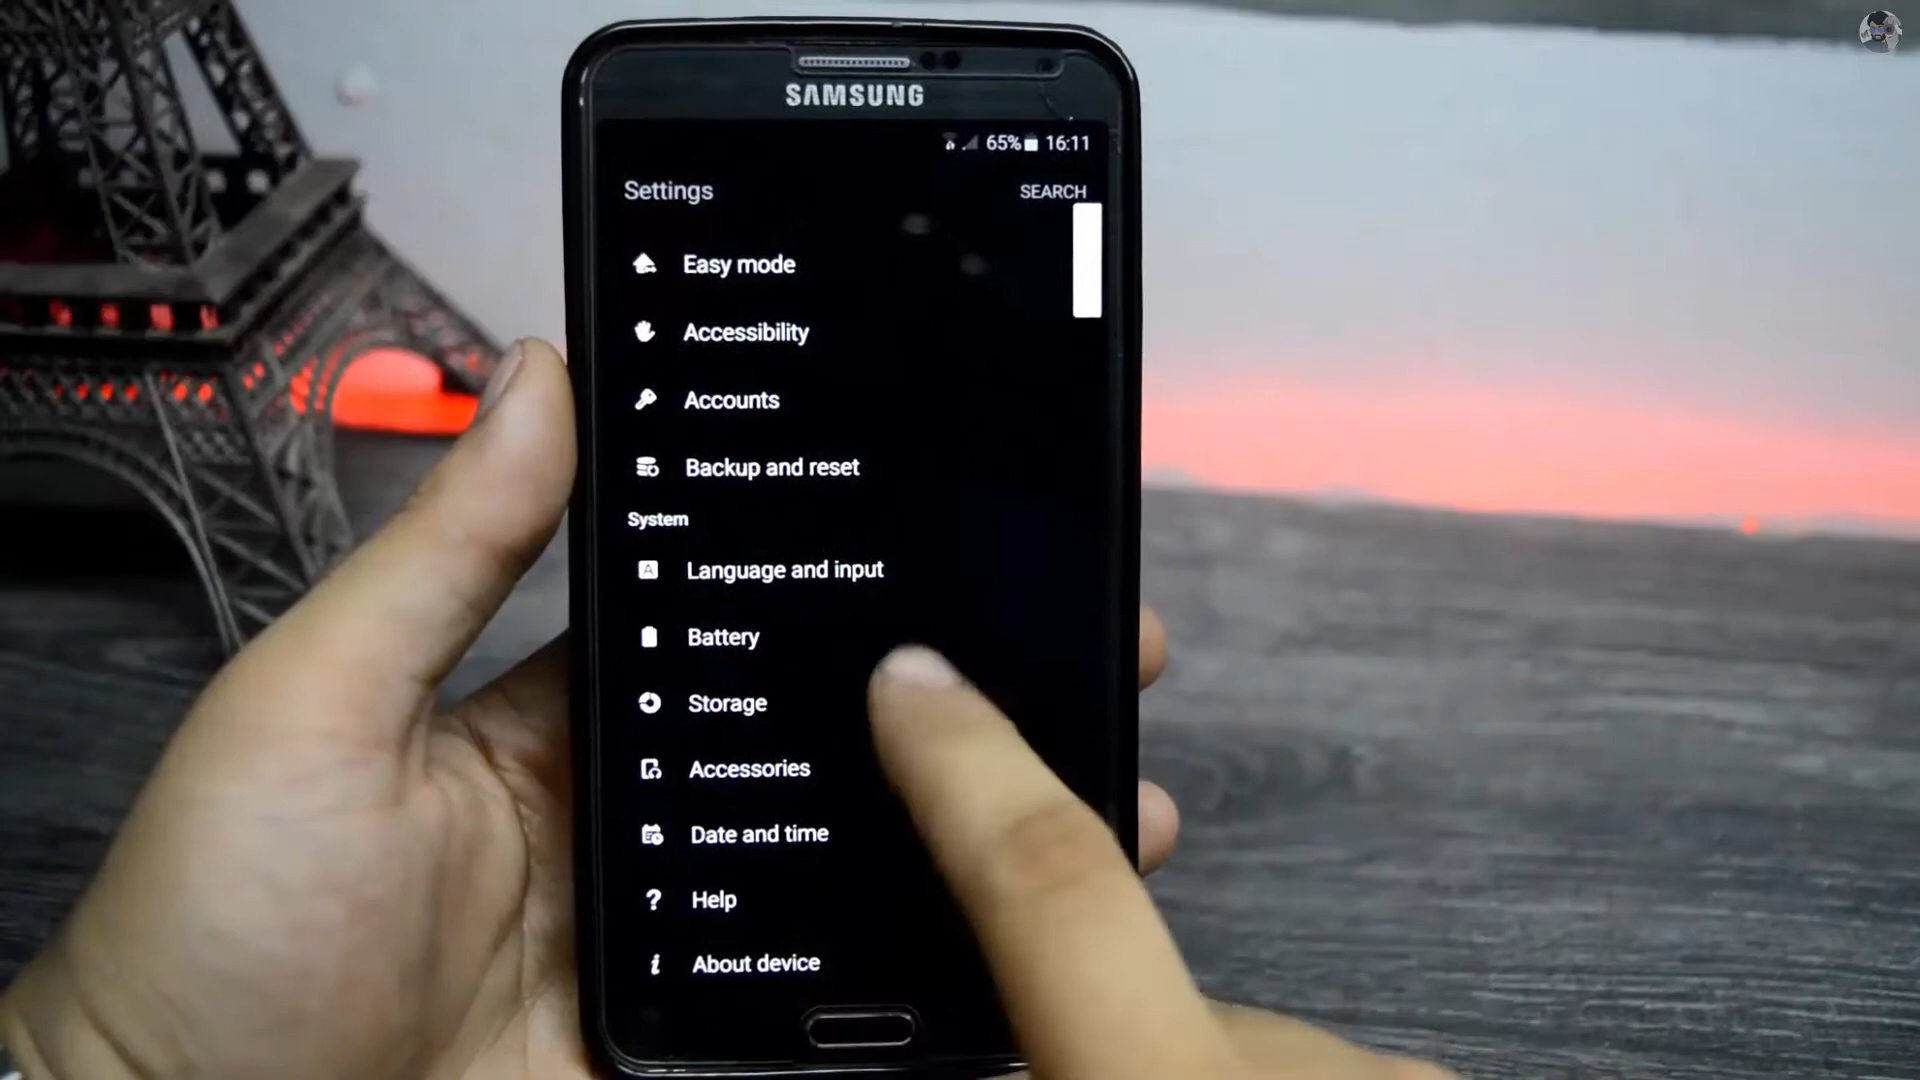 SAMSUNG
65% 16:11
Settings
SEARCH
Easy mode
Accessibility
Accounts
Backup and reset
System
A Language and input
Battery
Storage
Accessories
Date and time
? Help
i About device